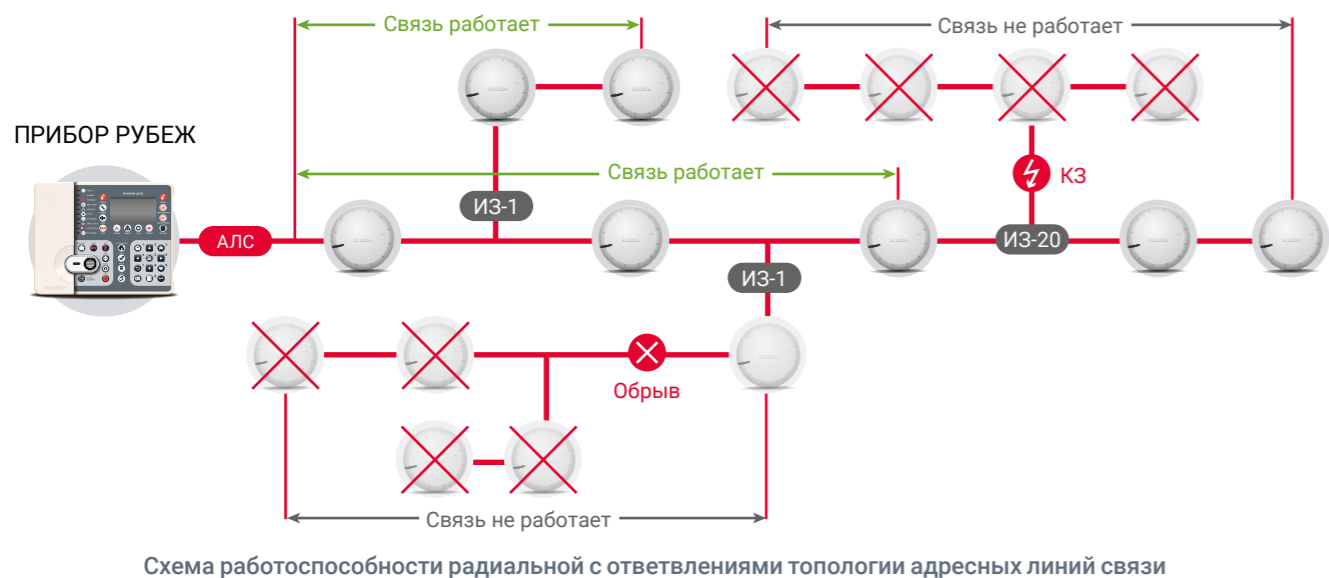 Связь работает
Связь не работает
ПРИБОР РУБЕЖ
Связь работает
КЗ
ИЗ-1
АЛС
ИЗ-20
ИЗ-1
Обрыв
Связь не работает
Схема работоспособности радиальной с ответвлениями топологии адресных линий связи